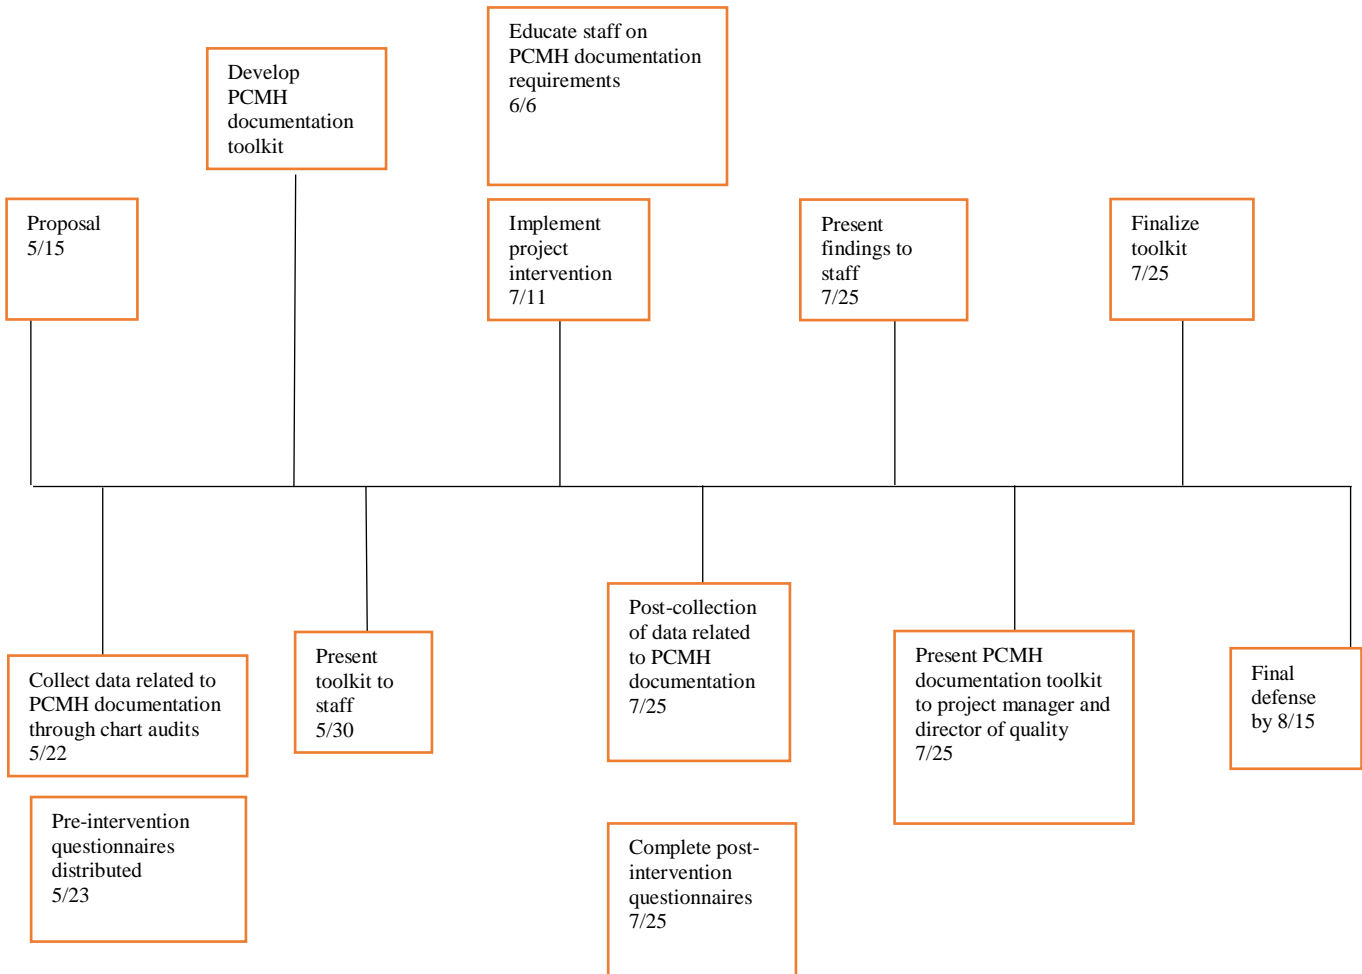 Educate staff on
PCMH documentation
requirements
6/6
Develop
PCMH
documentation
toolkit
Proposal
5/15
Implement
project
intervention
7/11
Present
findings to
staff
7/25
Finalize
toolkit
7/25
Collect data related to
PCMH documentation
through chart audits
5/22
Present
toolkit to
staff
5/30
Post-collection
of data related
to PCMH
documentation
7/25
Present PCMH
documentation toolkit
to project manager and
director of quality
7/25
Final
defense
by 8/15
Pre-intervention
questionnaires
distributed
5/23
Complete post-
intervention
questionnaires
7/25